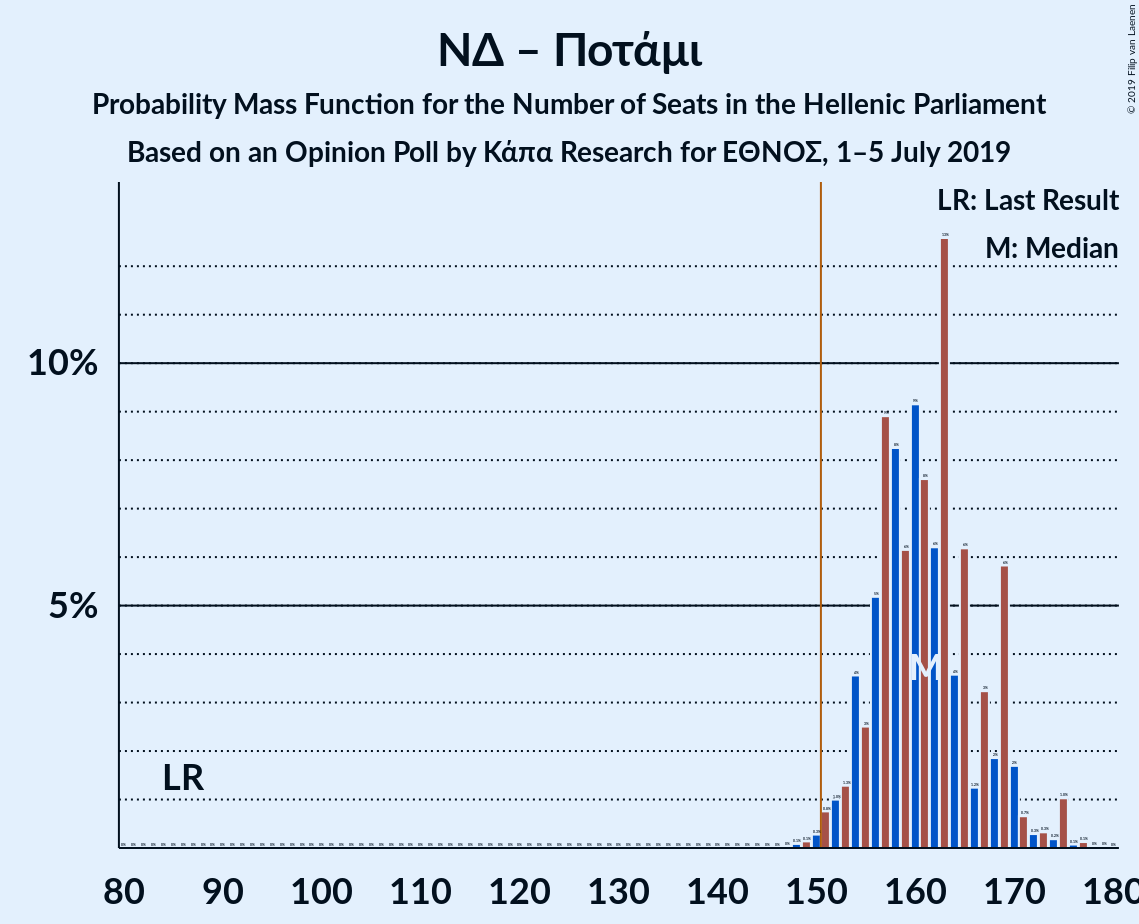 © 2019 Filip van Laenen
ΝΔ – Ποτάμι
Probability Mass Function for the Number of Seats in the Hellenic Parliament
Based on an Opinion Poll by Κάπα Research for ΕΘΝΟΣ, 1–5 July 2019
LR: Last Result
M: Median
10%
5%
M
LR
80 90 100 110 120 130 140 150 160 170 180